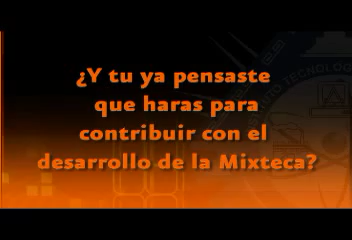 ¿Y tu ya pensaste
que haras para
contribuir con el
desarrollo de la Mixteca?